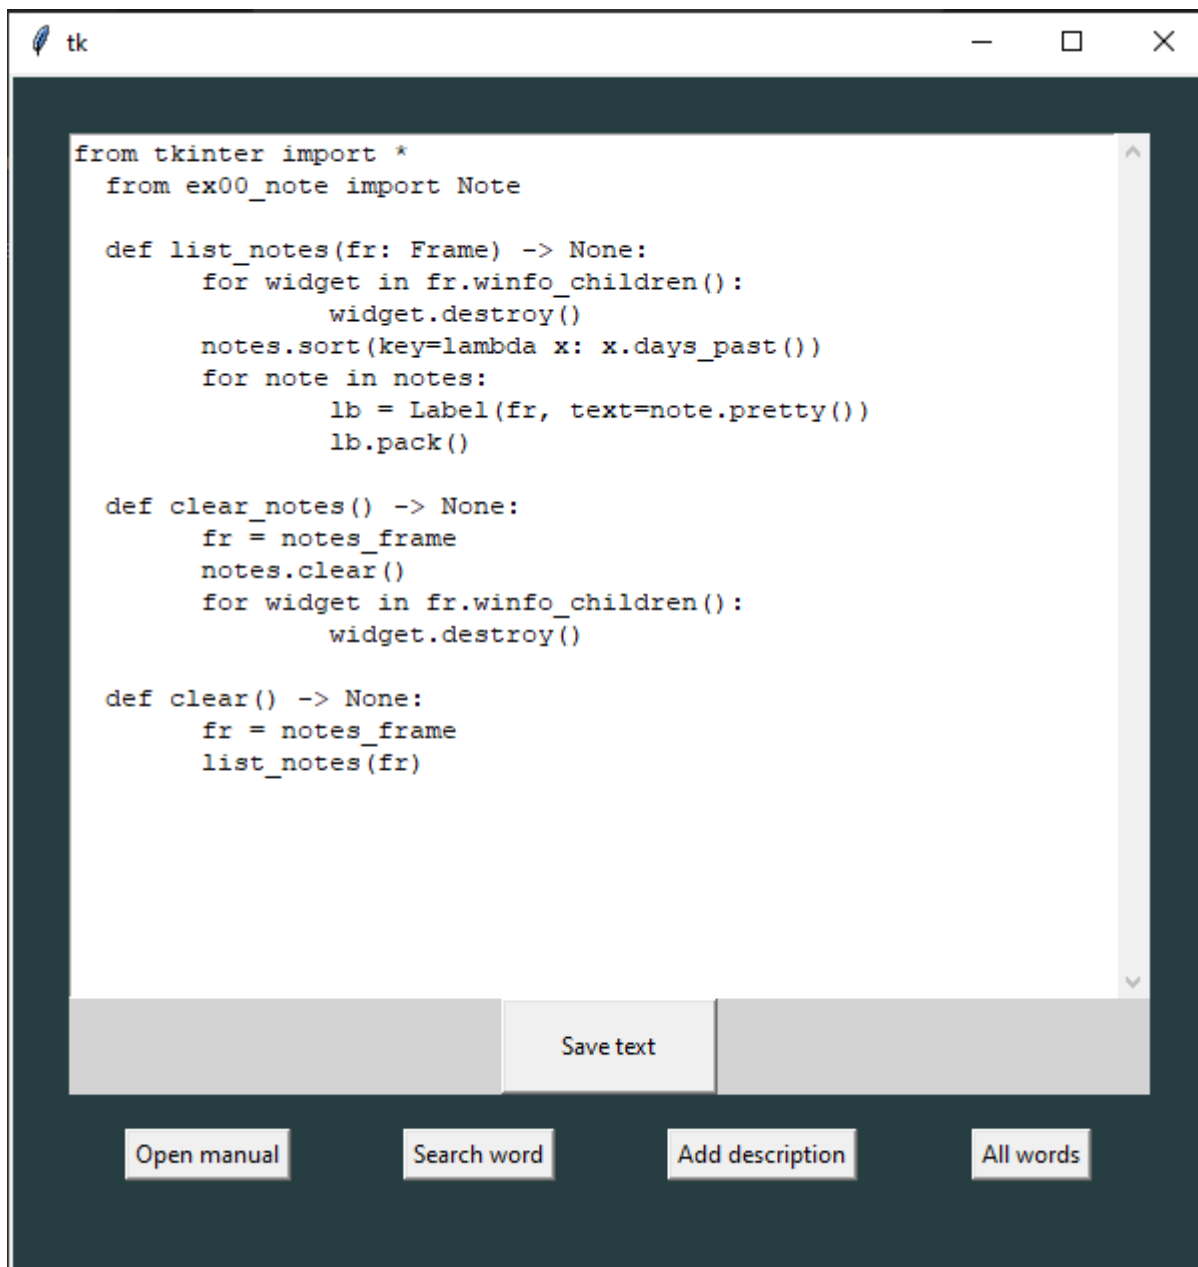 tk
from tkinter import *
  from ex00_note import Note

  def list_notes(fr: Frame) -> None:
        for widget in fr.winfo_children():
                widget.destroy()
        notes.sort(key=lambda x: x.days_past())
        for note in notes:
                lb = Label(fr, text=note.pretty())
                lb.pack()

  def clear_notes() -> None:
        fr = notes_frame
        notes.clear()
        for widget in fr.winfo_children():
                widget.destroy()

  def clear() -> None:
        fr = notes_frame
        list_notes(fr)
Save text
Open manual Search word Add description All words